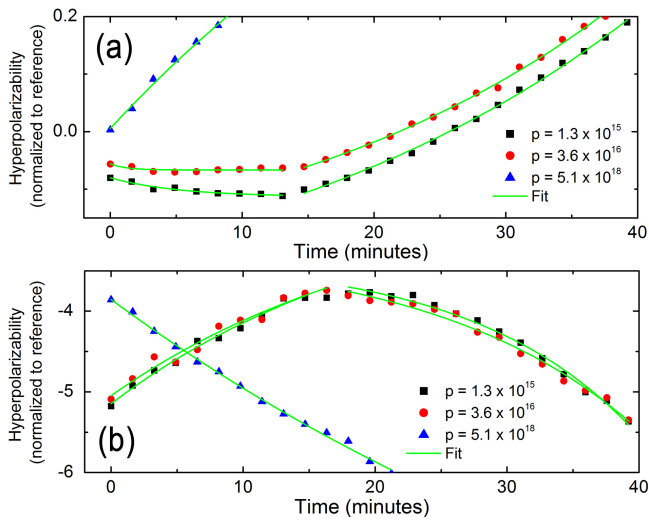 (a)
Hyperpolarizability
(normalized to reference)
0.2
0.0
p = 1.3 x 10¹⁵
p = 3.6 x 10¹⁶
p = 5.1 x 10¹⁸
Fit
0 10 20 30 40
Time (minutes)
(b)
Hyperpolarizability
(normalized to reference)
-4
-5
-6
p = 1.3 x 10¹⁵
p = 3.6 x 10¹⁶
p = 5.1 x 10¹⁸
Fit
0 10 20 30 40
Time (minutes)